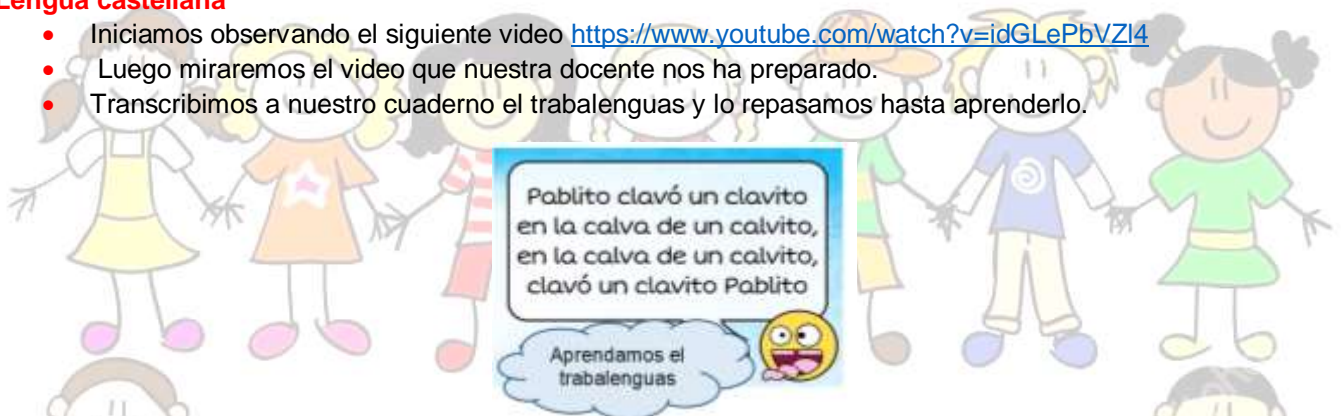 Lengua castellana
• Iniciamos observando el siguiente video https://www.youtube.com/watch?v=idGLePbVZl4
• Luego miraremos el video que nuestra docente nos ha preparado.
• Transcribimos a nuestro cuaderno el trabalenguas y lo repasamos hasta aprenderlo.
Pablito clavó un clavito
en la calva de un calvito,
en la calva de un calvito,
clavó un clavito Pablito
Aprendamos el
trabalenguas